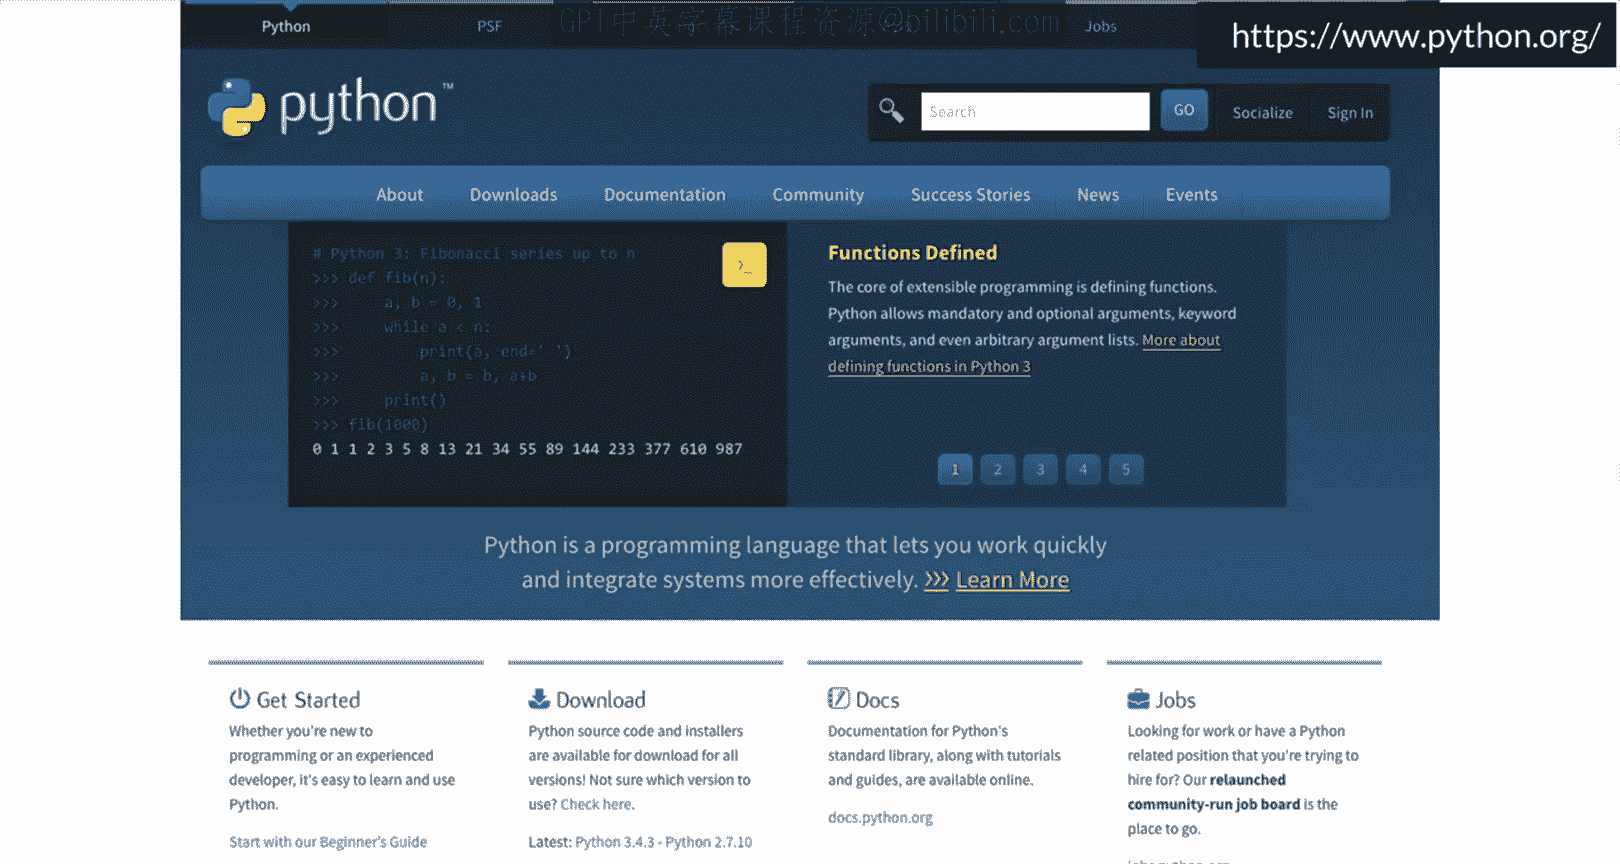 Python
PSF
GPT中英字幕课程资源@bilibili.com
Jobs
https://www.python.org/
python™
Search
GO
Socialize
Sign In
About
Downloads
Documentation
Community
Success Stories
News
Events
# Python 3: Fibonacci series up to n
>>> def fib(n):
>>>     a, b = 0, 1
>>>     while a < n:
>>>         print(a, end=' ')
>>>         a, b = b, a+b
>>>     print()
>>> fib(1000)
0 1 1 2 3 5 8 13 21 34 55 89 144 233 377 610 987
>_
Functions Defined
The core of extensible programming is defining functions.
Python allows mandatory and optional arguments, keyword
arguments, and even arbitrary argument lists. More about
defining functions in Python 3
1 2 3 4 5
Python is a programming language that lets you work quickly
and integrate systems more effectively. >>> Learn More
Get Started
Whether you're new to
programming or an experienced
developer, it's easy to learn and use
Python.
Start with our Beginner's Guide
Download
Python source code and installers
are available for download for all
versions! Not sure which version to
use? Check here.
Latest: Python 3.4.3 - Python 2.7.10
Docs
Documentation for Python's
standard library, along with tutorials
and guides, are available online.
docs.python.org
Jobs
Looking for work or have a Python
related position that you're trying to
hire for? Our relaunched
community-run job board is the
place to go.